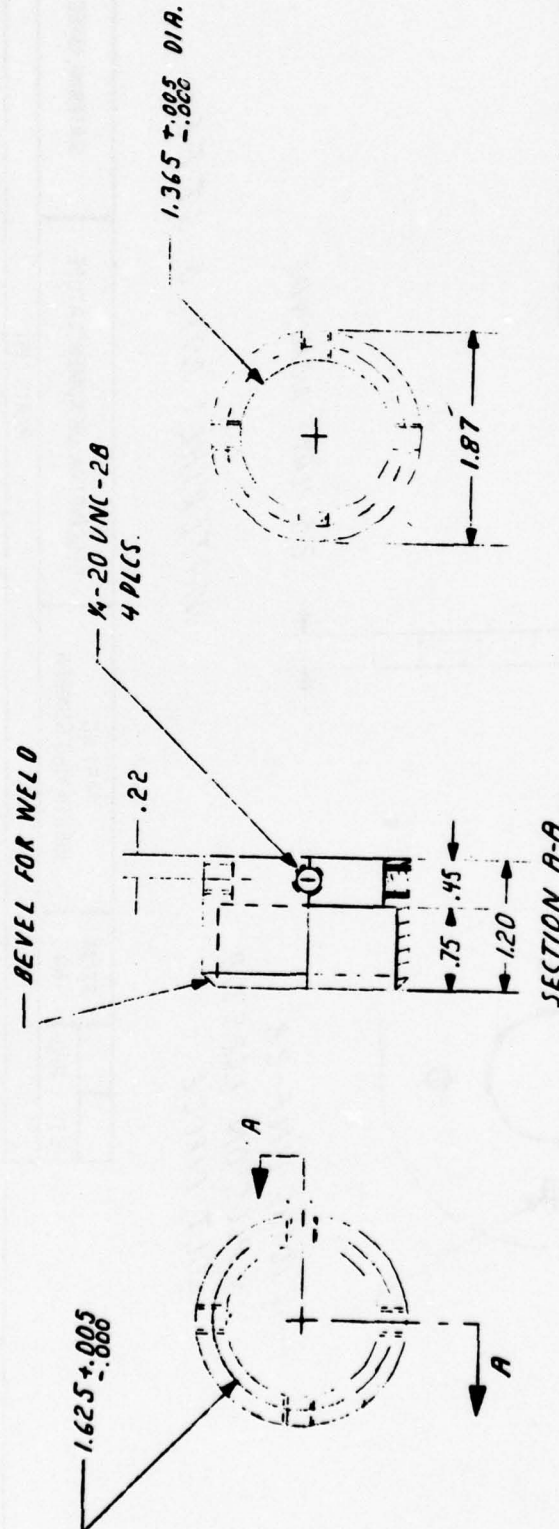 BEVEL FOR WELD
.22
¼-20 UNC-2B
4 PLCS.
1.365 +.005 -.000 DIA.
1.625 +.005 -.000
A
A
.75
.45
1.20
SECTION A-A
1.87